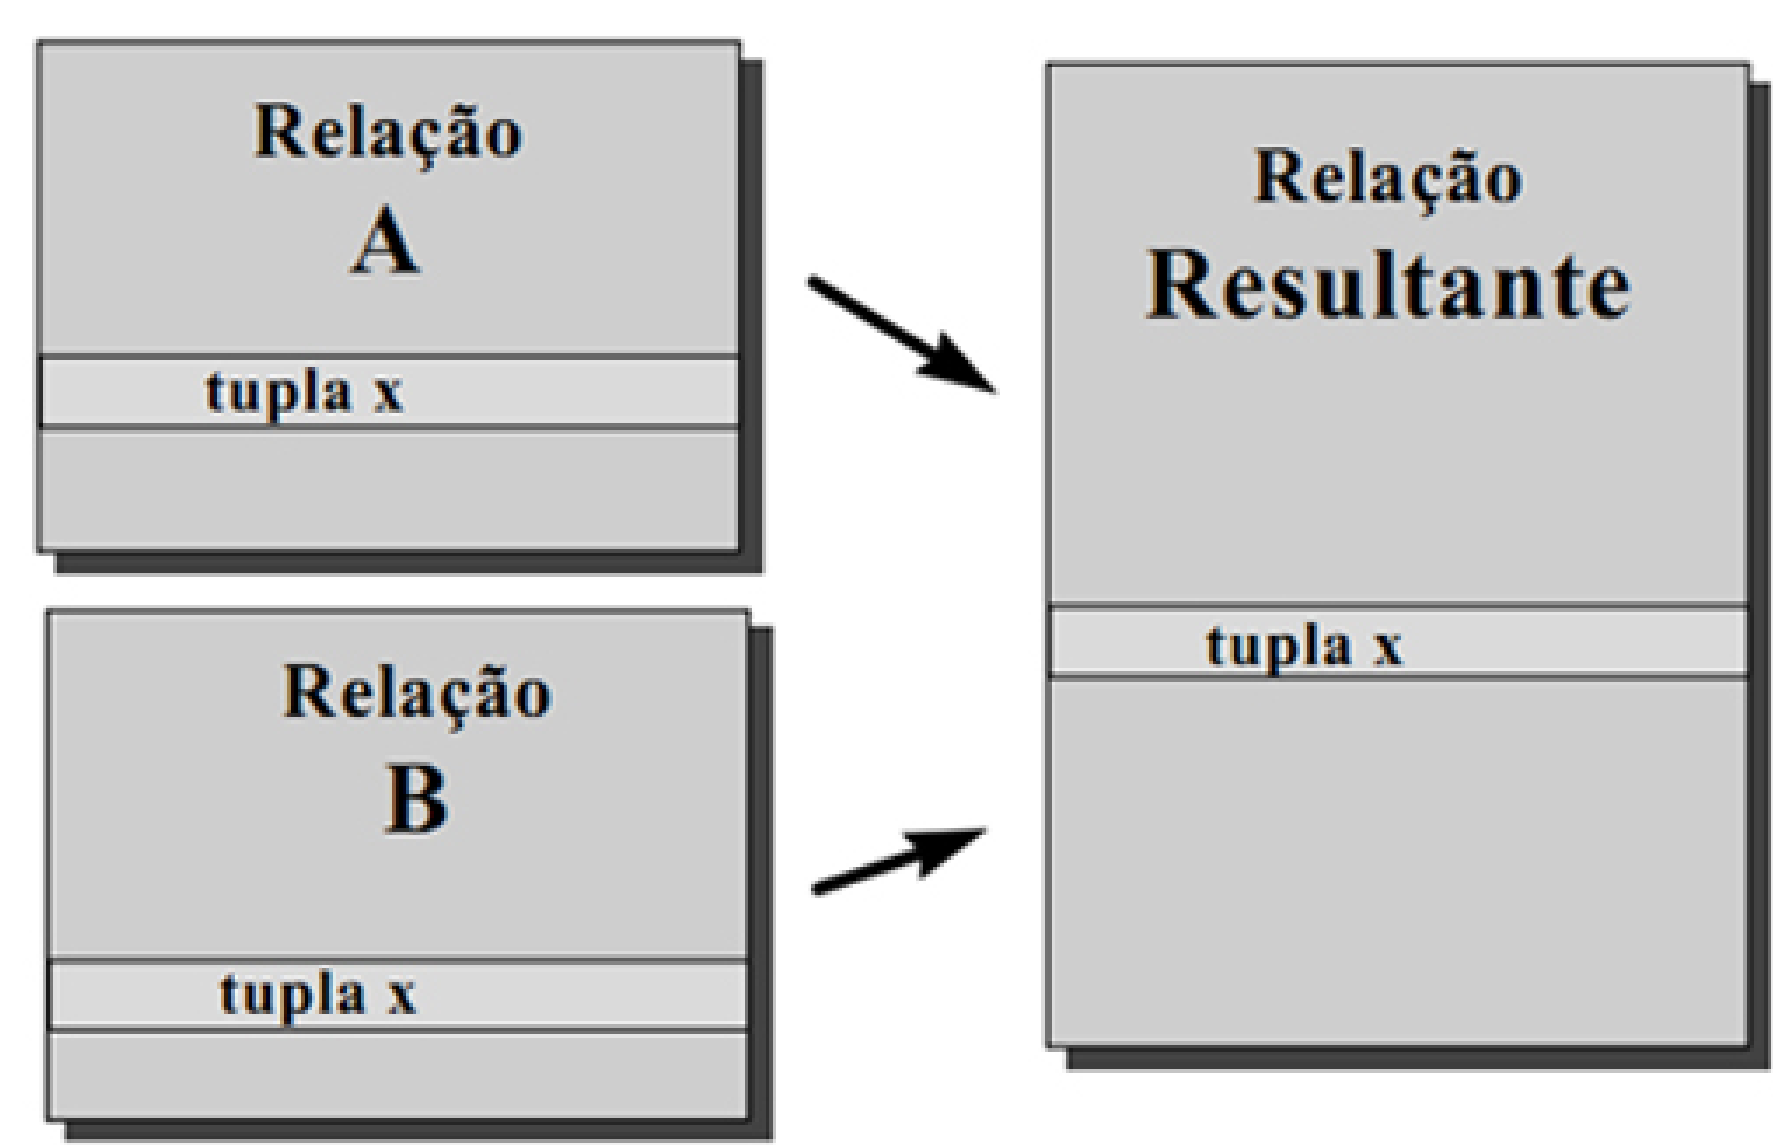 Relação
A
tupla x
Relação
B
tupla x
Relação
Resultante
tupla x